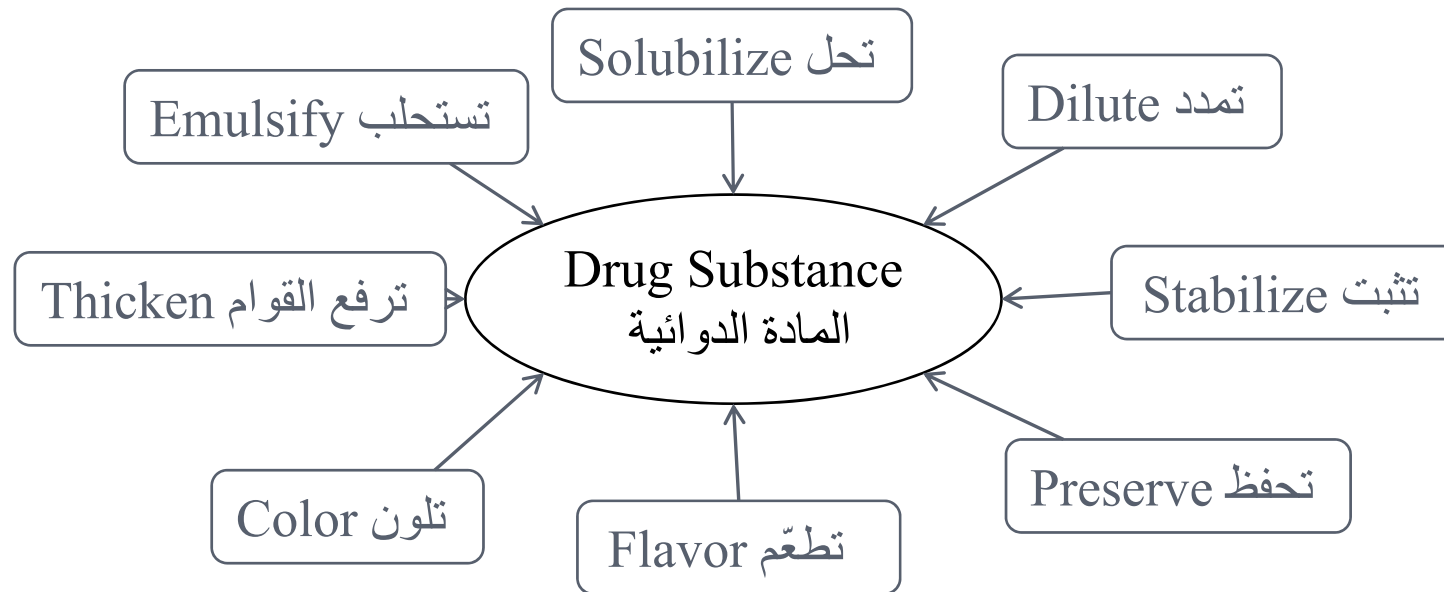 Solubilize تحل
Emulsify تستحلب
Dilute تمدد
Drug Substance
المادة الدوائية
Thicken ترفع القوام
Stabilize تثبت
Color تلون
Flavor تطعّم
Preserve تحفظ